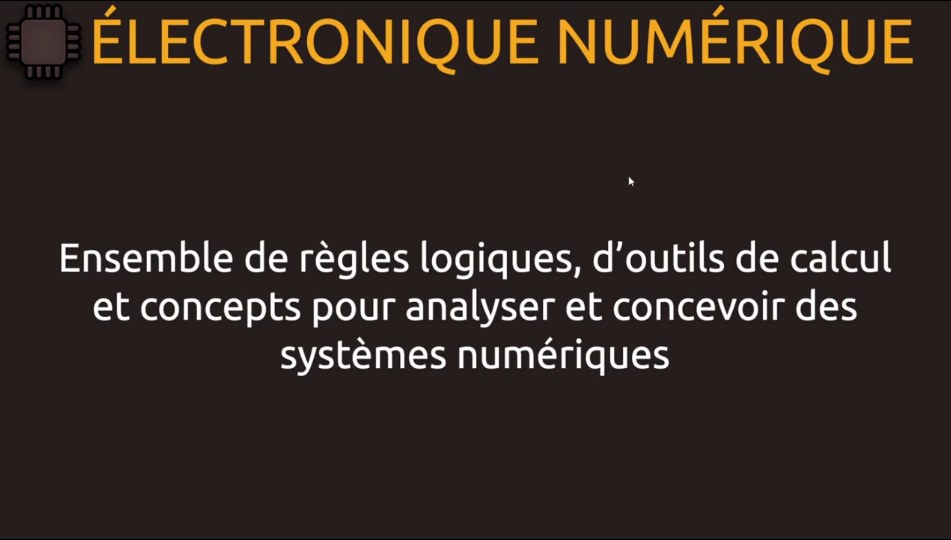 ÉLECTRONIQUE NUMÉRIQUE
Ensemble de règles logiques, d’outils de calcul
et concepts pour analyser et concevoir des
systèmes numériques